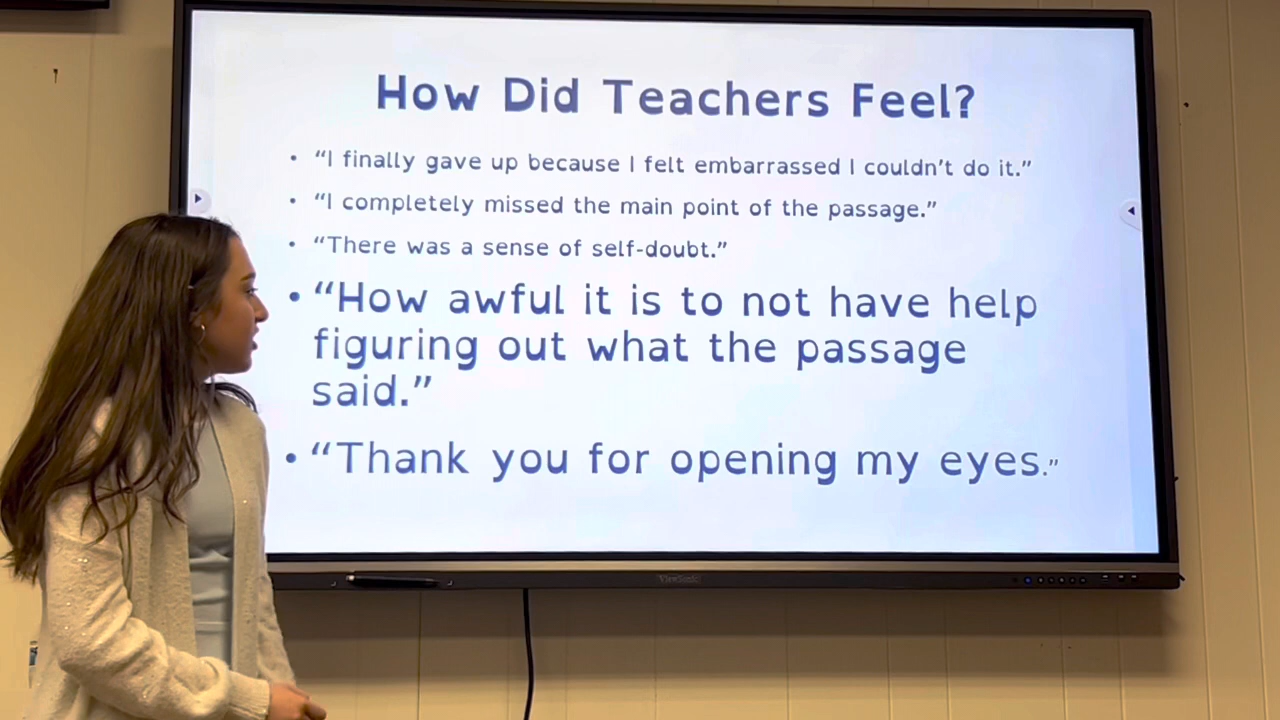 How Did Teachers Feel?
• “I finally gave up because I felt embarrassed I couldn’t do it.”
• “I completely missed the main point of the passage.”
• “There was a sense of self-doubt.”
• “How awful it is to not have help
figuring out what the passage
said.”
• “Thank you for opening my eyes.”
ViewSonic